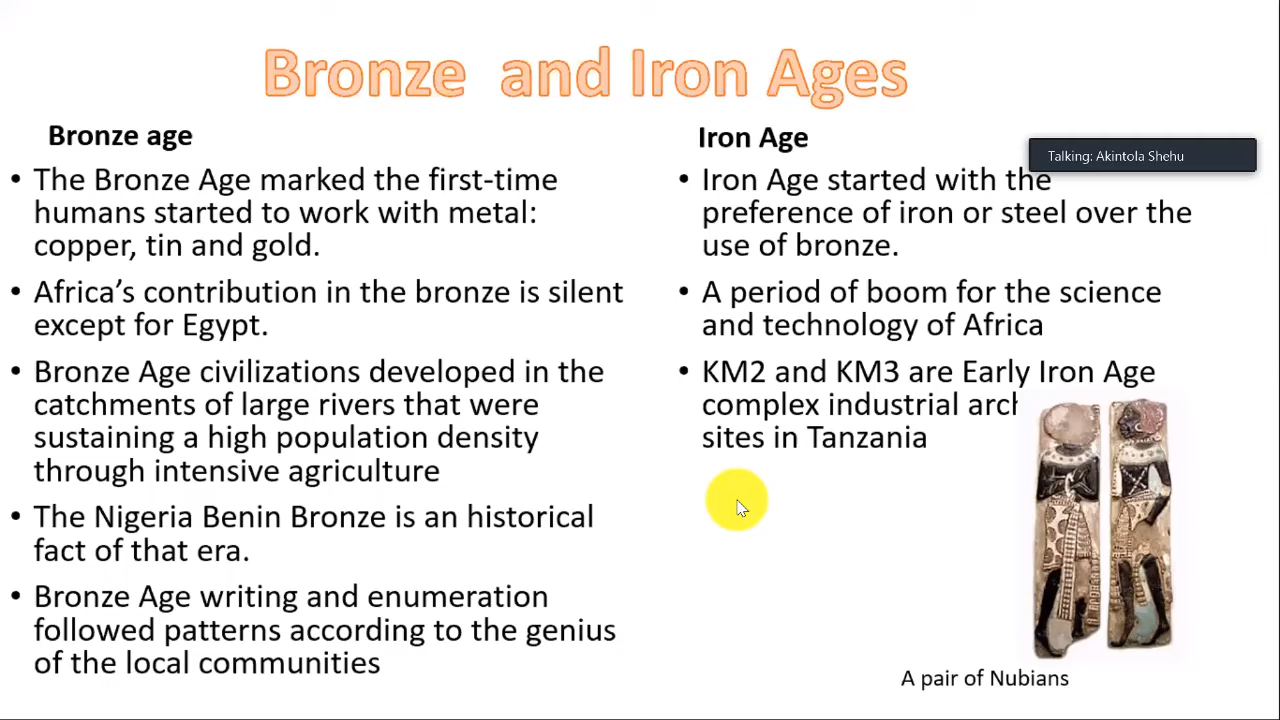 Bronze and Iron Ages
Bronze age
• The Bronze Age marked the first-time
humans started to work with metal:
copper, tin and gold.
• Africa’s contribution in the bronze is silent
except for Egypt.
• Bronze Age civilizations developed in the
catchments of large rivers that were
sustaining a high population density
through intensive agriculture
• The Nigeria Benin Bronze is an historical
fact of that era.
• Bronze Age writing and enumeration
followed patterns according to the genius
of the local communities
Iron Age
Talking: Akintola Shehu
• Iron Age started with the
preference of iron or steel over the
use of bronze.
• A period of boom for the science
and technology of Africa
• KM2 and KM3 are Early Iron Age
complex industrial arch
sites in Tanzania
A pair of Nubians